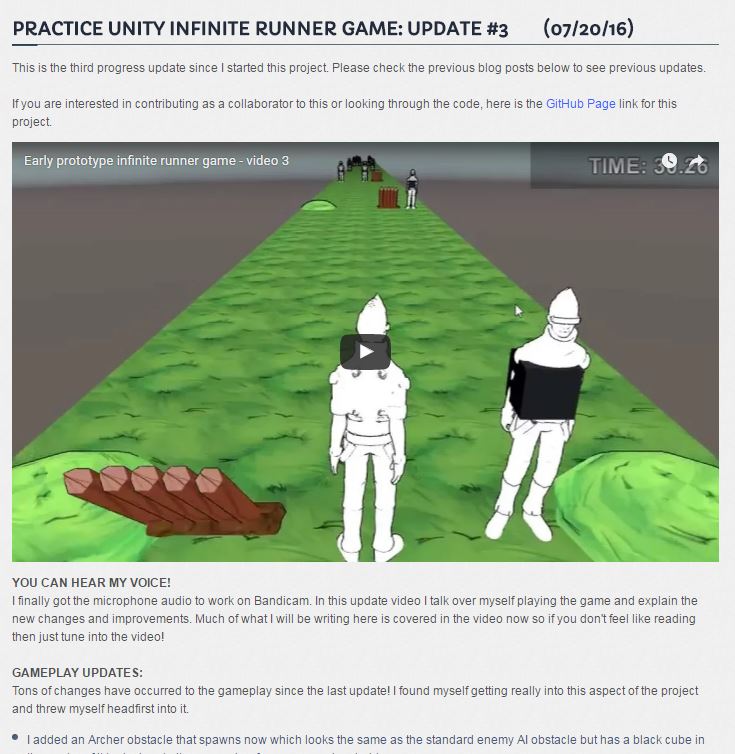 PRACTICE UNITY INFINITE RUNNER GAME: UPDATE #3 (07/20/16)
This is the third progress update since I started this project. Please check the previous blog posts below to see previous updates.
If you are interested in contributing as a collaborator to this or looking through the code, here is the GitHub Page link for this
project.
Early prototype infinite runner game - video 3
TIME: 30.26
YOU CAN HEAR MY VOICE!
I finally got the microphone audio to work on Bandicam. In this update video I talk over myself playing the game and explain the
new changes and improvements. Much of what I will be writing here is covered in the video now so if you don't feel like reading
then just tune into the video!
GAMEPLAY UPDATES:
Tons of changes have occurred to the gameplay since the last update! I found myself getting really into this aspect of the project
and threw myself headfirst into it.
I added an Archer obstacle that spawns now which looks the same as the standard enemy AI obstacle but has a black cube in